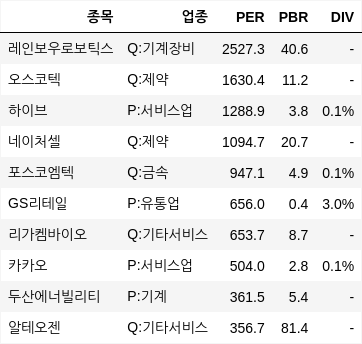 종목 업종 PER PBR DIV
레인보우로보틱스 Q:기계장비 2527.3 40.6 -
오스코텍 Q:제약 1630.4 11.2 -
하이브 P:서비스업 1288.9 3.8 0.1%
네이처셀 Q:제약 1094.7 20.7 -
포스코엠텍 Q:금속 947.1 4.9 0.1%
GS리테일 P:유통업 656.0 0.4 3.0%
리가켐바이오 Q:기타서비스 653.7 8.7 -
카카오 P:서비스업 504.0 2.8 0.1%
두산에너빌리티 P:기계 361.5 5.4 -
알테오젠 Q:기타서비스 356.7 81.4 -